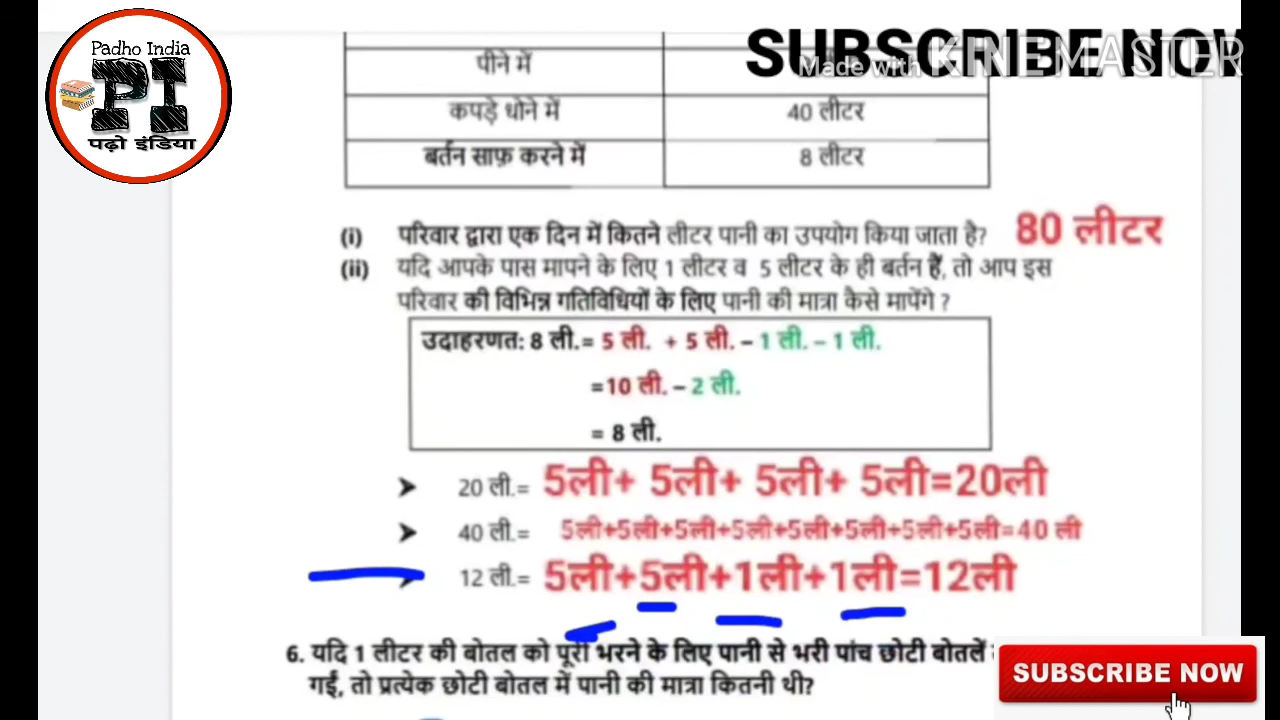 Padho India
PI
पढ़ो इंडिया
SUBSCRIBE NOW
Made with KINEMASTER
पीने में
कपड़े धोने में 40 लीटर
बर्तन साफ़ करने में 8 लीटर
(i) परिवार द्वारा एक दिन में कितने लीटर पानी का उपयोग किया जाता है? 80 लीटर
(ii) यदि आपके पास मापने के लिए 1 लीटर व 5 लीटर के ही बर्तन हैं, तो आप इस
परिवार की विभिन्न गतिविधियों के लिए पानी की मात्रा कैसे मापेंगे ?
उदाहरणत: 8 ली.= 5 ली. + 5 ली. – 1 ली. – 1 ली.
=10 ली. – 2 ली.
= 8 ली.
➤ 20 ली.= 5ली+ 5ली+ 5ली+ 5ली=20ली
➤ 40 ली.= 5ली+5ली+5ली+5ली+5ली+5ली+5ली+5ली=40 ली
➤ 12 ली.= 5ली+5ली+1ली+1ली=12ली
6. यदि 1 लीटर की बोतल को पूरी भरने के लिए पानी से भरी पांच छोटी बोतलें
गईं, तो प्रत्येक छोटी बोतल में पानी की मात्रा कितनी थी?
SUBSCRIBE NOW